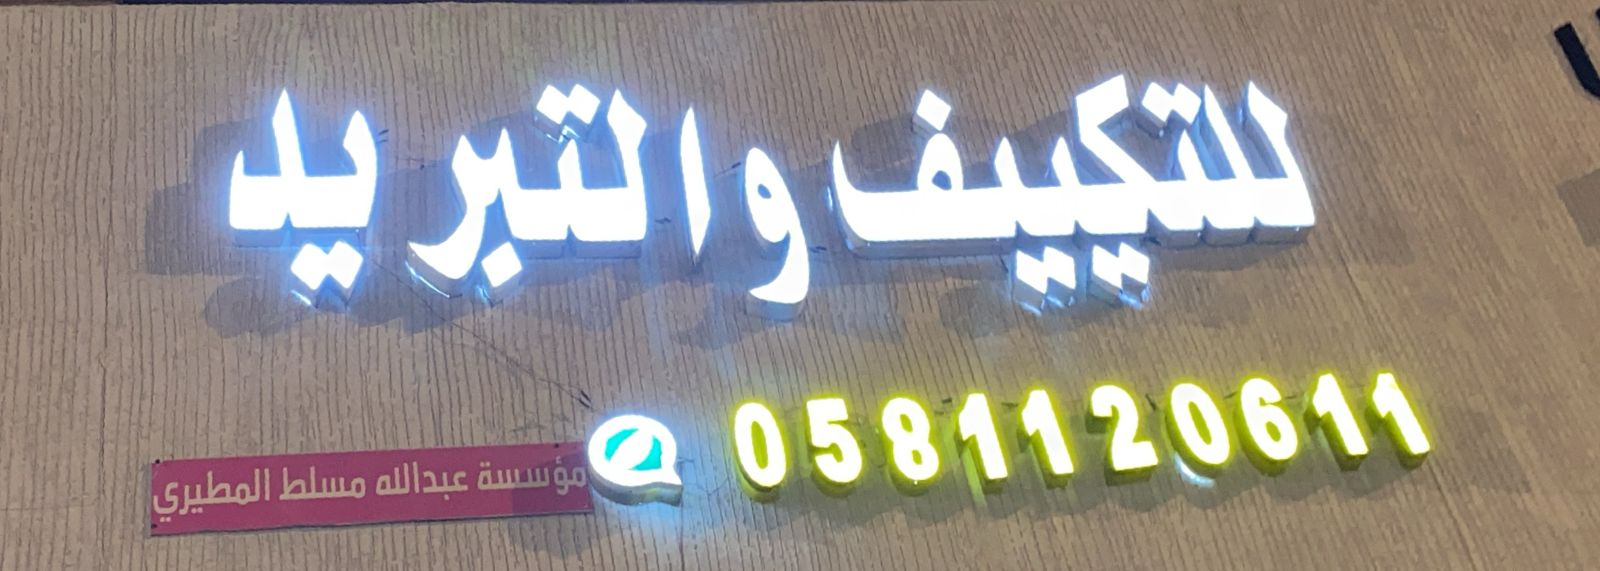 للتكييف والتبريد
0581120611
مؤسسة عبدالله مسلط المطيري